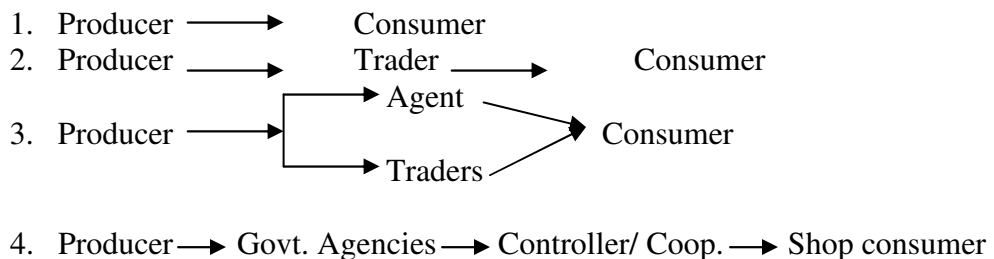 1. Producer Consumer
2. Producer Trader Consumer
Agent
3. Producer Consumer
Traders
4. Producer Govt. Agencies Controller/ Coop. Shop consumer